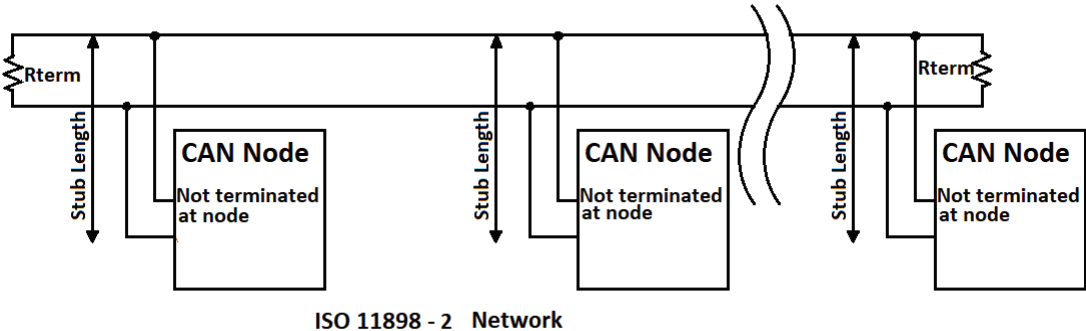 Rterm
Stub Length
CAN Node
Not terminated
at node
Stub Length
CAN Node
Not terminated
at node
Stub Length
Rterm
CAN Node
Not terminated
at node
ISO 11898 - 2 Network